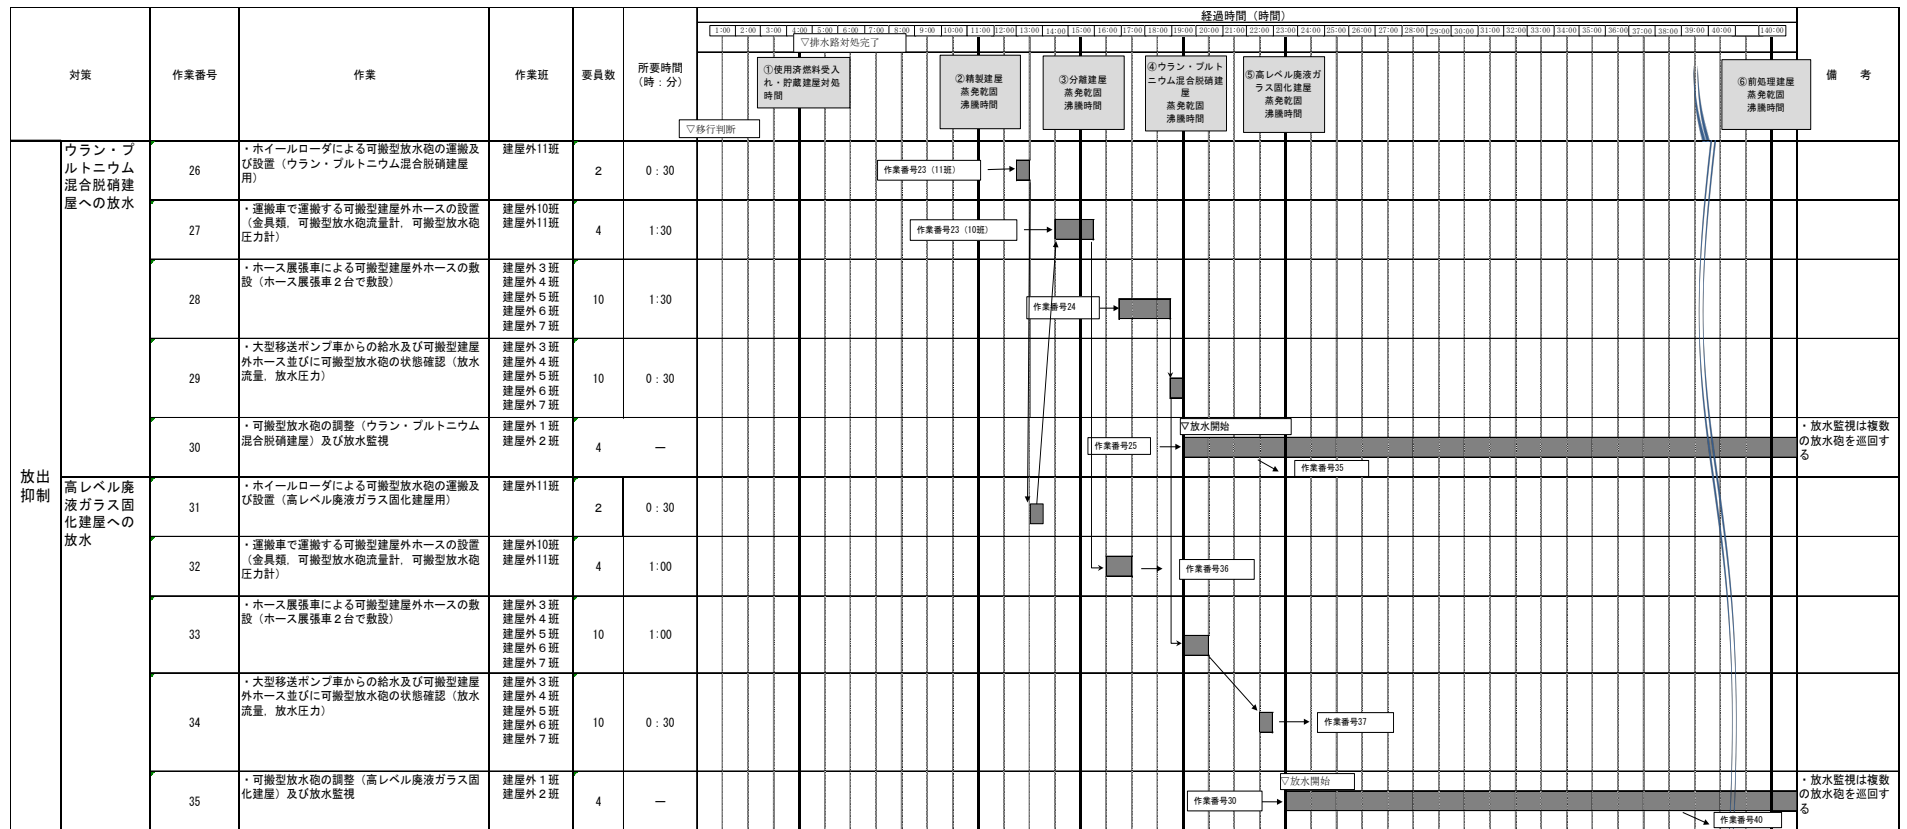 経過時間（時間）
1:00 2:00 3:00 4:00 5:00 6:00 7:00 8:00 9:00 10:00 11:00 12:00 13:00 14:00 15:00 16:00 17:00 18:00 19:00 20:00 21:00 22:00 23:00 24:00 25:00 26:00 27:00 28:00 29:00 30:00 31:00 32:00 33:00 34:00 35:00 36:00 37:00 38:00 39:00 40:00 140:00
▽排水路対処完了
対策
作業番号
作業
作業班
要員数
所要時間
（時：分）
備　考
①使用済燃料受入
れ・貯蔵建屋対処
時間
②精製建屋
蒸発乾固
沸騰時間
③分離建屋
蒸発乾固
沸騰時間
④ウラン・プルト
ニウム混合脱硝建
屋
蒸発乾固
沸騰時間
⑤高レベル廃液ガ
ラス固化建屋
蒸発乾固
沸騰時間
⑥前処理建屋
蒸発乾固
沸騰時間
▽移行判断
放出
抑制
ウラン・プ
ルトニウム
混合脱硝建
屋への放水
26
・ホイールローダによる可搬型放水砲の運搬及
び設置（ウラン・プルトニウム混合脱硝建屋
用）
建屋外11班
2
0：30
作業番号23（11班）
27
・運搬車で運搬する可搬型建屋外ホースの設置
（金具類，可搬型放水砲流量計，可搬型放水砲
圧力計）
建屋外10班
建屋外11班
4
1:30
作業番号23（10班）
28
・ホース展張車による可搬型建屋外ホースの敷
設（ホース展張車２台で敷設）
建屋外３班
建屋外４班
建屋外５班
建屋外６班
建屋外７班
10
1:30
作業番号24
29
・大型移送ポンプ車からの給水及び可搬型建屋
外ホース並びに可搬型放水砲の状態確認（放水
流量，放水圧力）
建屋外３班
建屋外４班
建屋外５班
建屋外６班
建屋外７班
10
0：30
30
・可搬型放水砲の調整（ウラン・プルトニウム
混合脱硝建屋）及び放水監視
建屋外１班
建屋外２班
4
－
▽放水開始
作業番号25
作業番号35
・放水監視は複数
の放水砲を巡回す
る
高レベル廃
液ガラス固
化建屋への
放水
31
・ホイールローダによる可搬型放水砲の運搬及
び設置（高レベル廃液ガラス固化建屋用）
建屋外11班
2
0：30
32
・運搬車で運搬する可搬型建屋外ホースの設置
（金具類，可搬型放水砲流量計，可搬型放水砲
圧力計）
建屋外10班
建屋外11班
4
1:00
作業番号36
33
・ホース展張車による可搬型建屋外ホースの敷
設（ホース展張車２台で敷設）
建屋外３班
建屋外４班
建屋外５班
建屋外６班
建屋外７班
10
1:00
34
・大型移送ポンプ車からの給水及び可搬型建屋
外ホース並びに可搬型放水砲の状態確認（放水
流量，放水圧力）
建屋外３班
建屋外４班
建屋外５班
建屋外６班
建屋外７班
10
0：30
作業番号37
35
・可搬型放水砲の調整（高レベル廃液ガラス固
化建屋）及び放水監視
建屋外１班
建屋外２班
4
－
▽放水開始
作業番号30
作業番号40
・放水監視は複数
の放水砲を巡回す
る